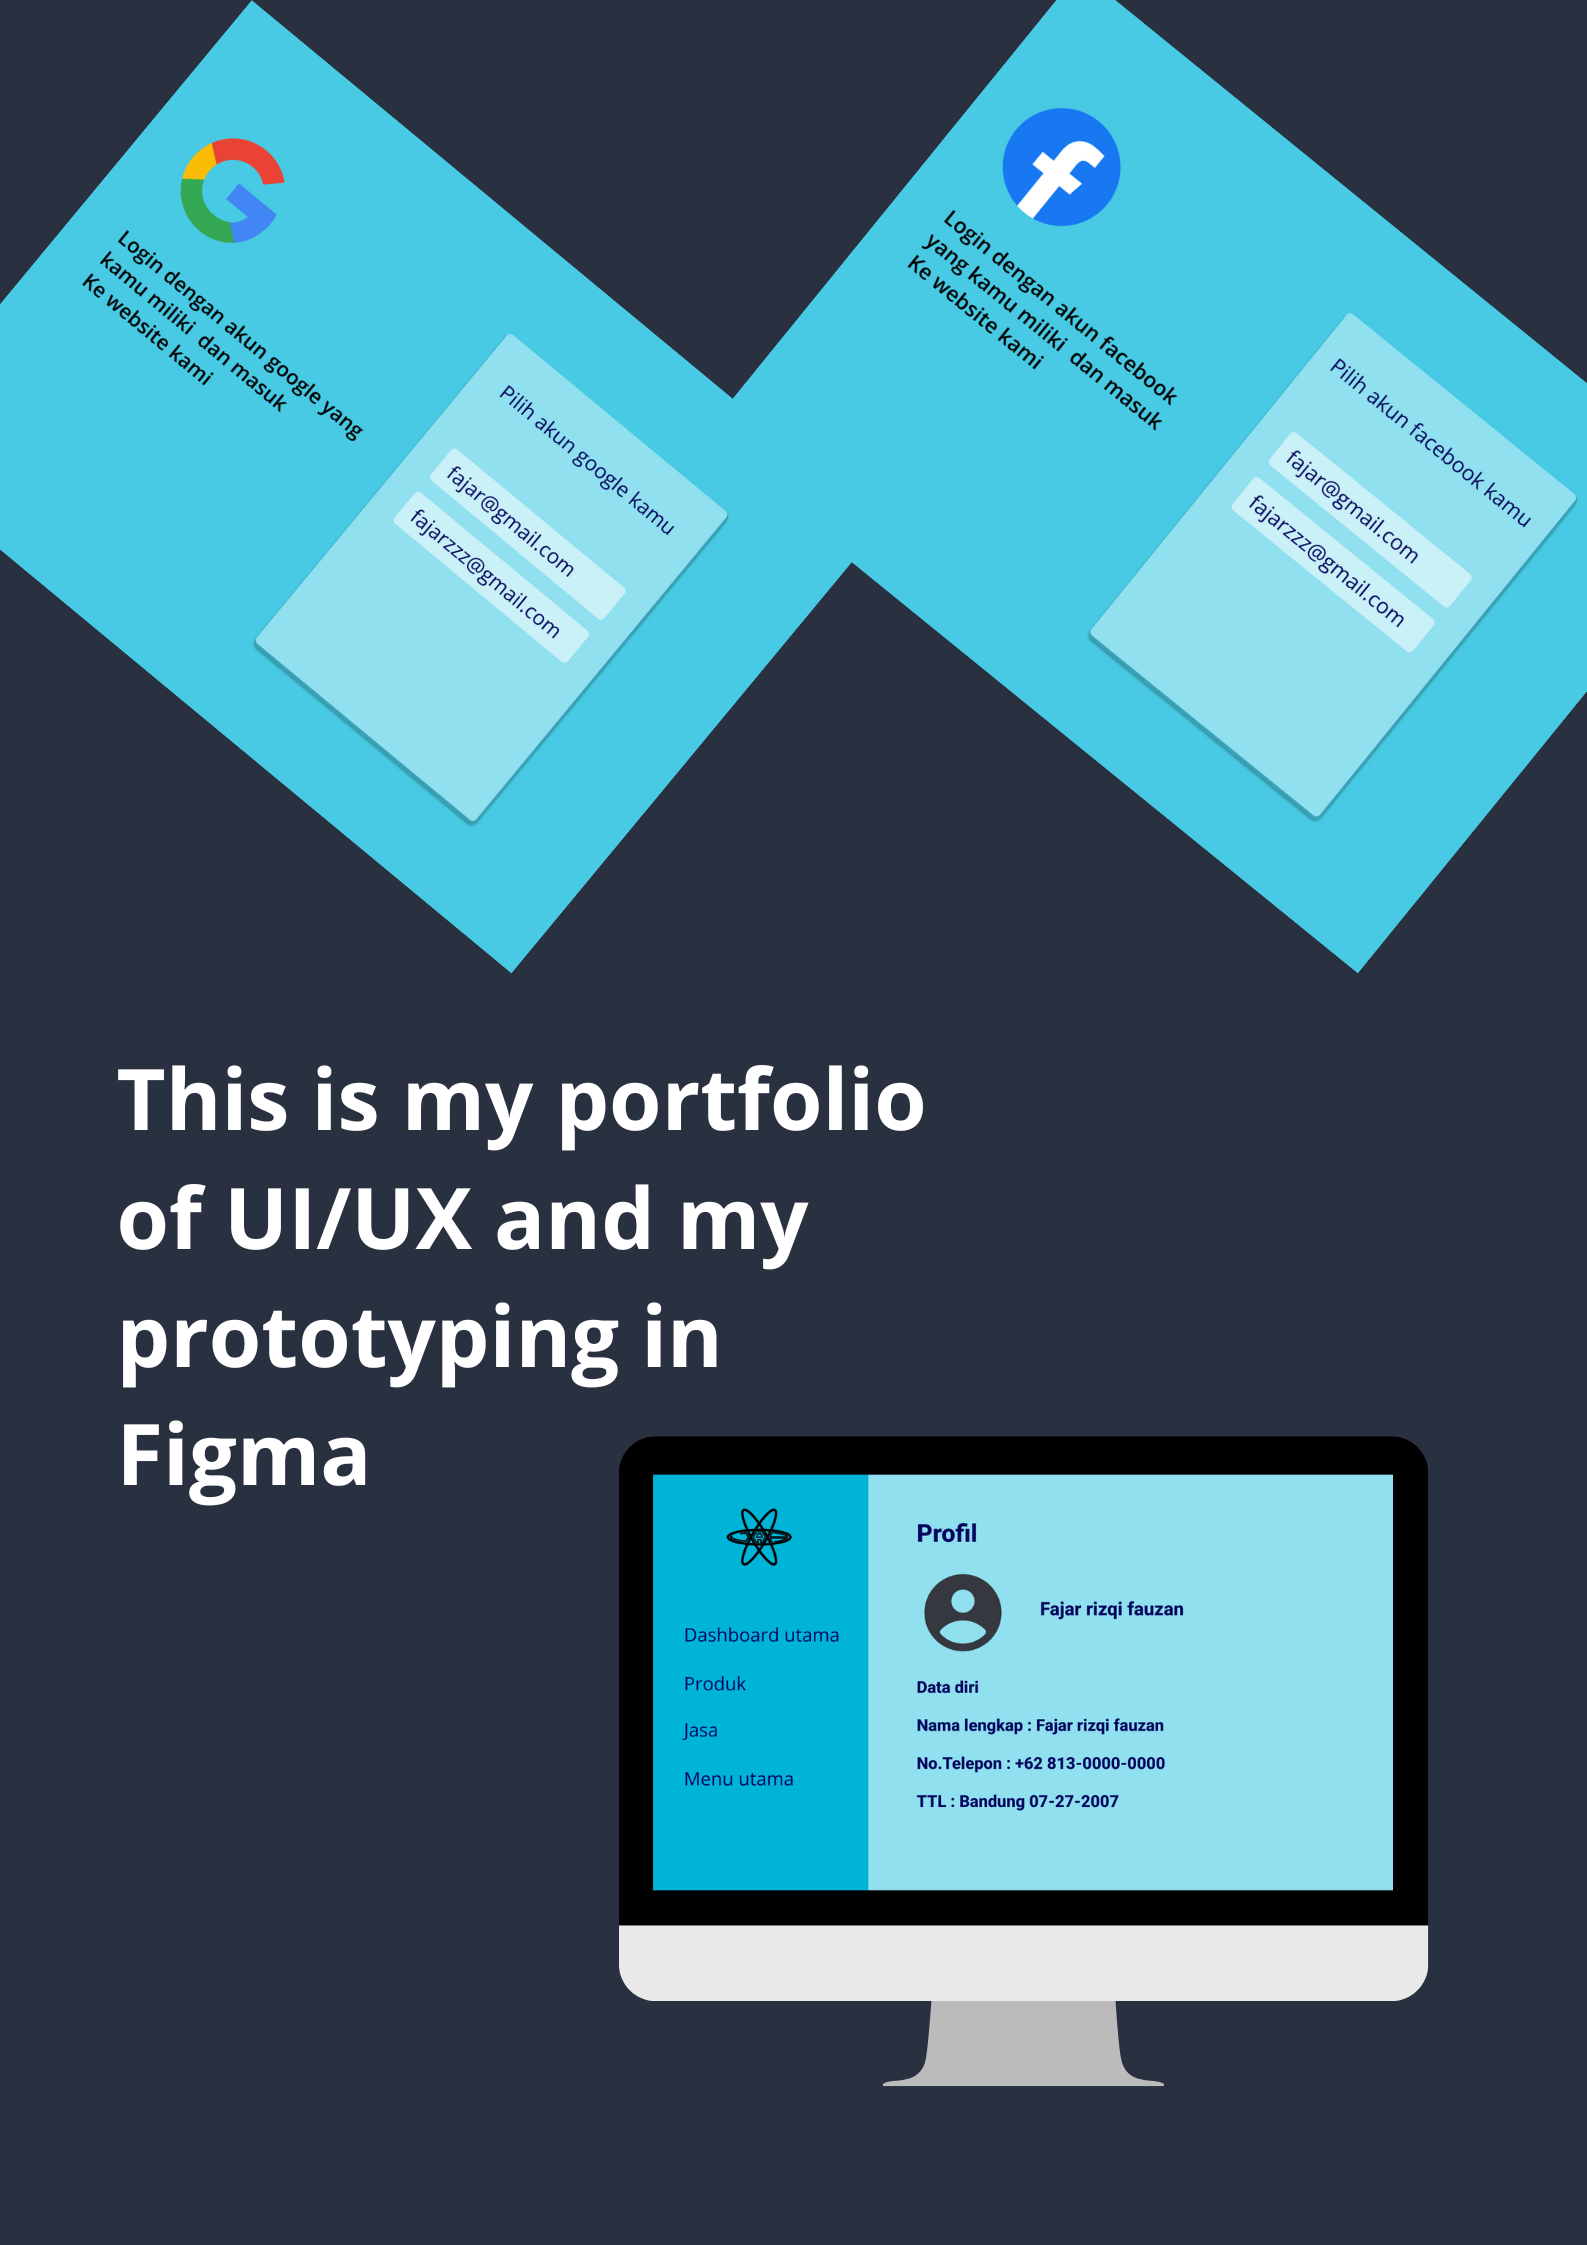 Login dengan akun google yang
kamu miliki  dan masuk
Ke website kami
Pilih akun google kamu
fajar@gmail.com
fajarzzz@gmail.com
Login dengan akun facebook
yang kamu miliki  dan masuk
Ke website kami
Pilih akun facebook kamu
fajar@gmail.com
fajarzzz@gmail.com
This is my portfolio
of UI/UX and my
prototyping in
Figma
Dashboard utama
Produk
Jasa
Menu utama
Profil
Fajar rizqi fauzan
Data diri
Nama lengkap : Fajar rizqi fauzan
No.Telepon : +62 813-0000-0000
TTL : Bandung 07-27-2007